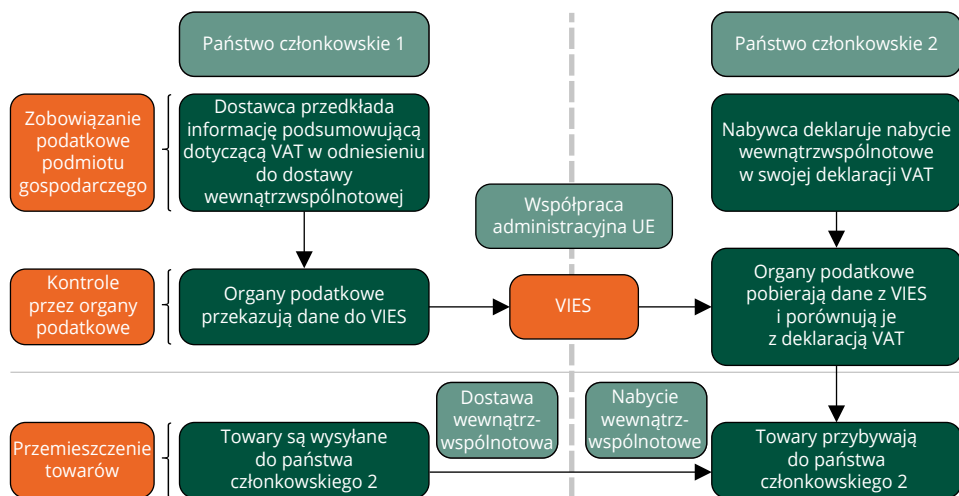 Państwo członkowskie 1
Państwo członkowskie 2
Zobowiązanie
podatkowe
podmiotu
gospodarczego
Dostawca przedkłada
informację podsumowującą
dotyczącą VAT w odniesieniu
do dostawy
wewnątrzwspólnotowej
Nabywca deklaruje nabycie
wewnątrzwspólnotowe
w swojej deklaracji VAT
Współpraca
administracyjna UE
Kontrole
przez organy
podatkowe
Organy podatkowe
przekazują dane do VIES
VIES
Organy podatkowe
pobierają dane z VIES
i porównują je
z deklaracją VAT
Dostawa
wewnątrz-
wspólnotowa
Nabycie
wewnątrz-
wspólnotowe
Przemieszczenie
towarów
Towary są wysyłane
do państwa
członkowskiego 2
Towary przybywają
do państwa
członkowskiego 2